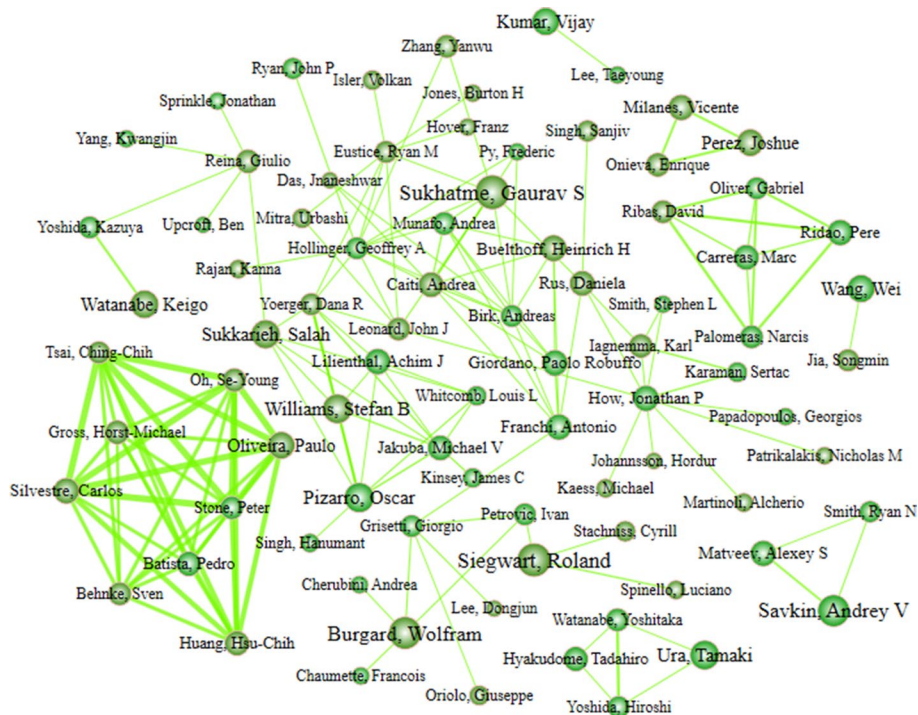 Kumar, Vijay
Zhang, Yanwu
Ryan, John P
Isler, Volkan
Lee, Taeyoung
Jones, Burton H
Sprinkle, Jonathan
Milanes, Vicente
Hover, Franz
Singh, Sanjiv
Yang, Kwangjin
Perez, Joshue
Eustice, Ryan M
Py, Frederic
Reina, Giulio
Onieva, Enrique
Das, Jnaneshwar
Sukhatme, Gaurav S
Oliver, Gabriel
Ribas, David
Mitra, Urbashi
Munafo, Andrea
Yoshida, Kazuya
Upcroft, Ben
Ridao, Pere
Hollinger, Geoffrey A
Buelthoff, Heinrich H
Carreras, Marc
Rajan, Kanna
Caiti, Andrea
Rus, Daniela
Wang, Wei
Watanabe, Keigo
Yoerger, Dana R
Smith, Stephen L
Birk, Andreas
Leonard, John J
Sukkarieh, Salah
Palomeras, Narcis
Iagnemma, Karl
Tsai, Ching-Chih
Lilienthal, Achim J
Giordano, Paolo Robuffo
Jia, Songmin
Karaman, Sertac
Oh, Se-Young
Whitcomb, Louis L
How, Jonathan P
Williams, Stefan B
Papadopoulos, Georgios
Gross, Horst-Michael
Franchi, Antonio
Oliveira, Paulo
Jakuba, Michael V
Patrikalakis, Nicholas M
Johannsson, Hordur
Kinsey, James C
Silvestre, Carlos
Kaess, Michael
Pizarro, Oscar
Stone, Peter
Martinoli, Alcherio
Smith, Ryan N
Petrovic, Ivan
Grisetti, Giorgio
Stachniss, Cyrill
Singh, Hanumant
Matveev, Alexey S
Batista, Pedro
Siegwart, Roland
Cherubini, Andrea
Spinello, Luciano
Behnke, Sven
Lee, Dongjun
Savkin, Andrey V
Watanabe, Yoshitaka
Burgard, Wolfram
Huang, Hsu-Chih
Hyakudome, Tadahiro
Ura, Tamaki
Chaumette, Francois
Oriolo, Giuseppe
Yoshida, Hiroshi